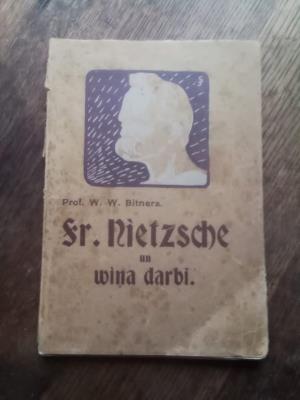 Prof. W. W. Bitnera.
Fr. Nietzsche
un
wiņa darbi.